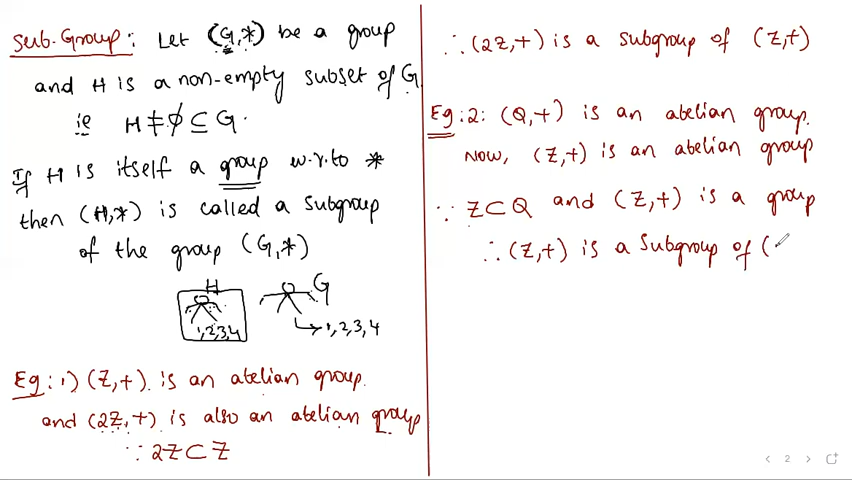 Sub.Group: Let (G,*) be a group
and H is a non-empty subset of G.
ie H ≠ ϕ ⊆ G.
If H is itself a group w.r.to *
then (H,*) is called a subgroup
of the group (G,*)
H G
1,2,3,4 → 1,2,3,4
Eg: 1) (Z,+) is an abelian group.
and (2Z,+) is also an abelian group
∵ 2Z ⊂ Z
∴ (2Z,+) is a subgroup of (Z,+)
Eg:2: (Q,+) is an abelian group.
Now, (Z,+) is an abelian group
∵ Z ⊂ Q and (Z,+) is a group
∴ (Z,+) is a Subgroup of (
< 2 >